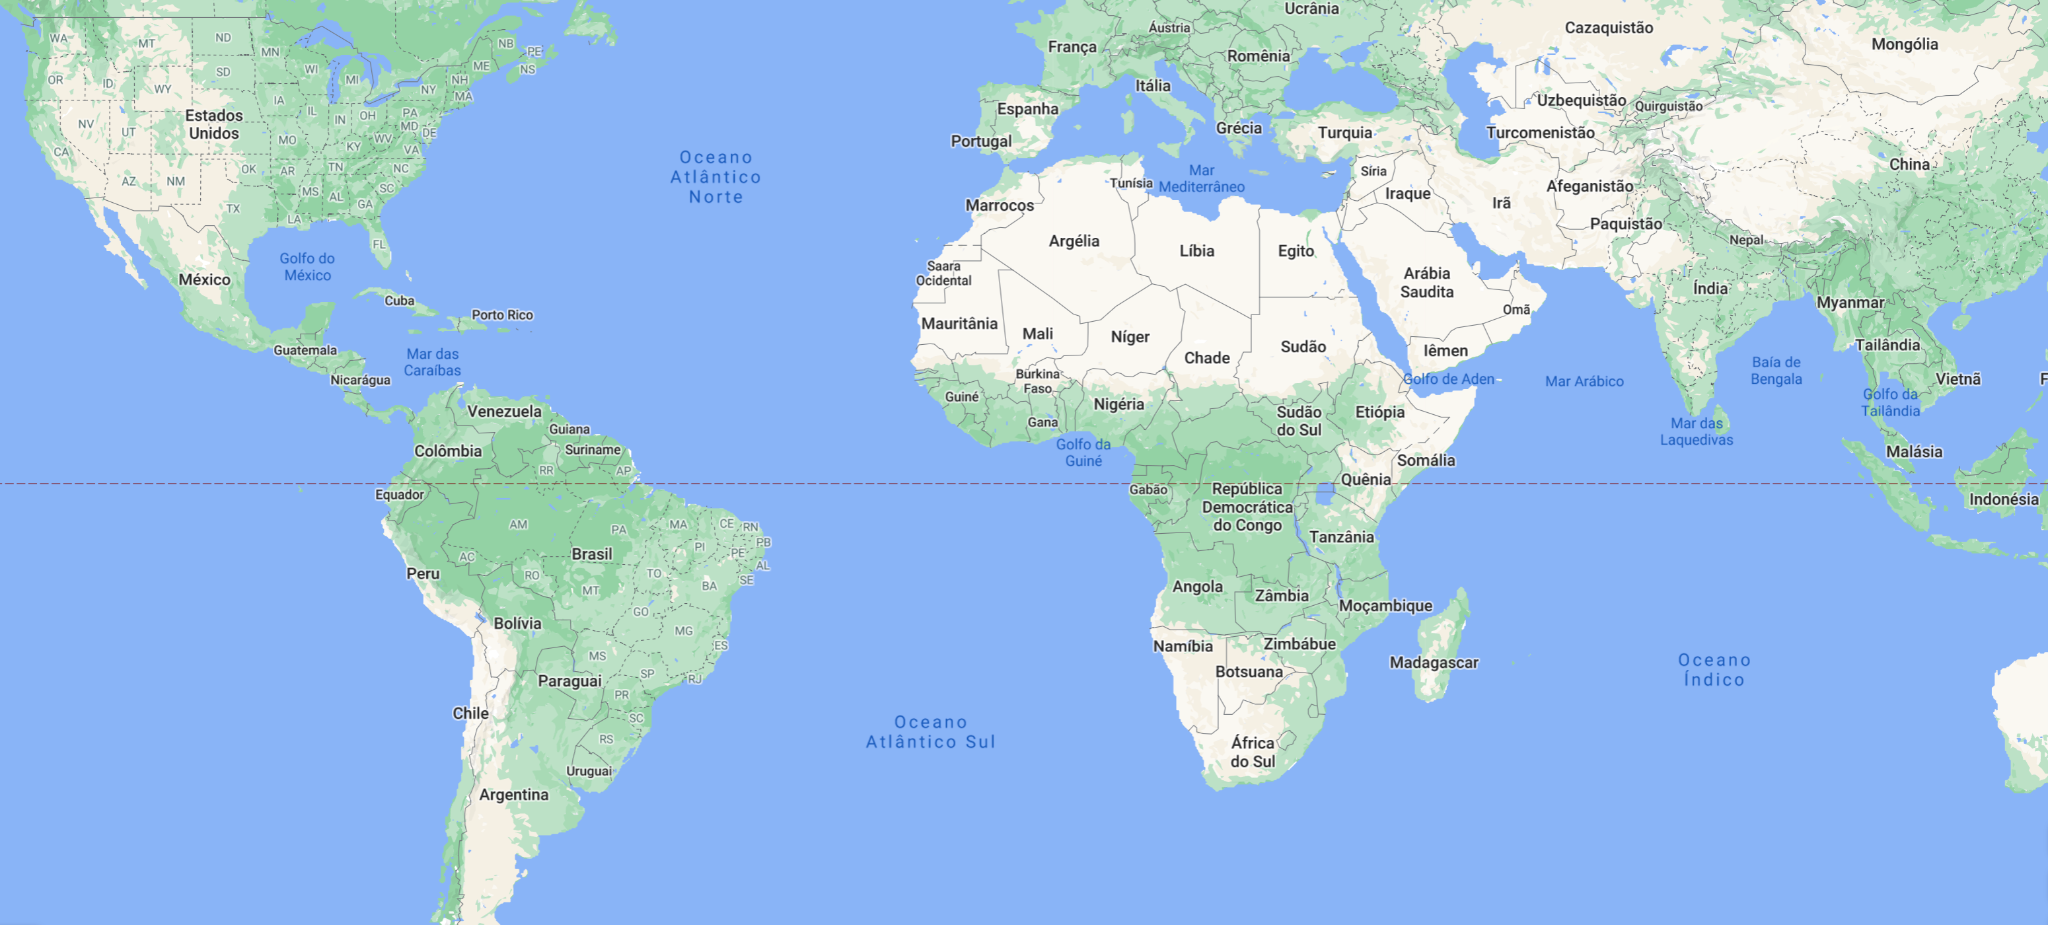 Ucrânia
Áustria
Cazaquistão
WA
MT
ND
MN
NB
PE
França
Romênia
Mongólia
OR
ID
WY
SD
WI
MI
ME
NS
NH
NY
MA
Itália
Estados
Unidos
IA
IL
IN
OH
PA
MD
DE
Espanha
Uzbequistão
Quirguistão
NV
UT
MO
KY
WV
VA
Portugal
Grécia
Turquia
Turcomenistão
CA
AZ
NM
OK
AR
TN
NC
SC
Oceano
Atlântico
Norte
Mar
Mediterrâneo
Tunísia
Síria
Iraque
Irã
Afeganistão
China
TX
MS
AL
GA
LA
FL
Marrocos
Paquistão
Nepal
Argélia
Líbia
Egito
Golfo do
México
México
Saara
Ocidental
Arábia
Saudita
Índia
Omã
Myanmar
Cuba
Porto Rico
Mauritânia
Mali
Níger
Chade
Sudão
Iêmen
Tailândia
Guatemala
Mar das
Caraíbas
Nicarágua
Burkina
Faso
Golfo de Aden
Mar Arábico
Baía de
Bengala
Vietnã
F
Guiné
Nigéria
Gana
Sudão
do Sul
Etiópia
Golfo da
Tailândia
Mar das
Laquedivas
Venezuela
Guiana
Suriname
Colômbia
RR
AP
Golfo da
Guiné
Somália
Malásia
Equador
Gabão
República
Democrática
do Congo
Quênia
Indonésia
AM
PA
MA
CE
RN
PB
PI
PE
AL
SE
Brasil
Tanzânia
Peru
AC
RO
MT
TO
BA
GO
Angola
Zâmbia
Moçambique
Bolívia
MG
ES
Namíbia
Zimbábue
MS
SP
RJ
Botsuana
Madagascar
Oceano
Índico
Paraguai
PR
SC
Chile
RS
Oceano
Atlântico Sul
África
do Sul
Uruguai
Argentina